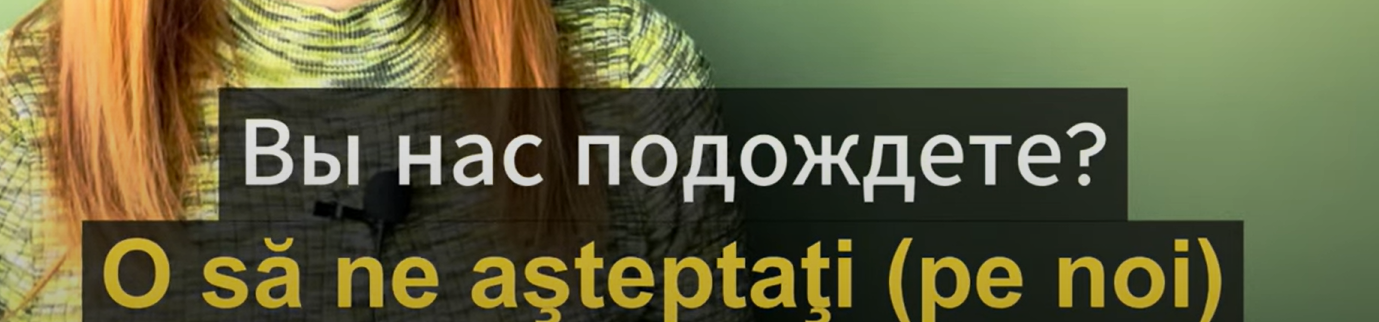 Вы нас подождете?
O să ne aşteptaţi (pe noi)